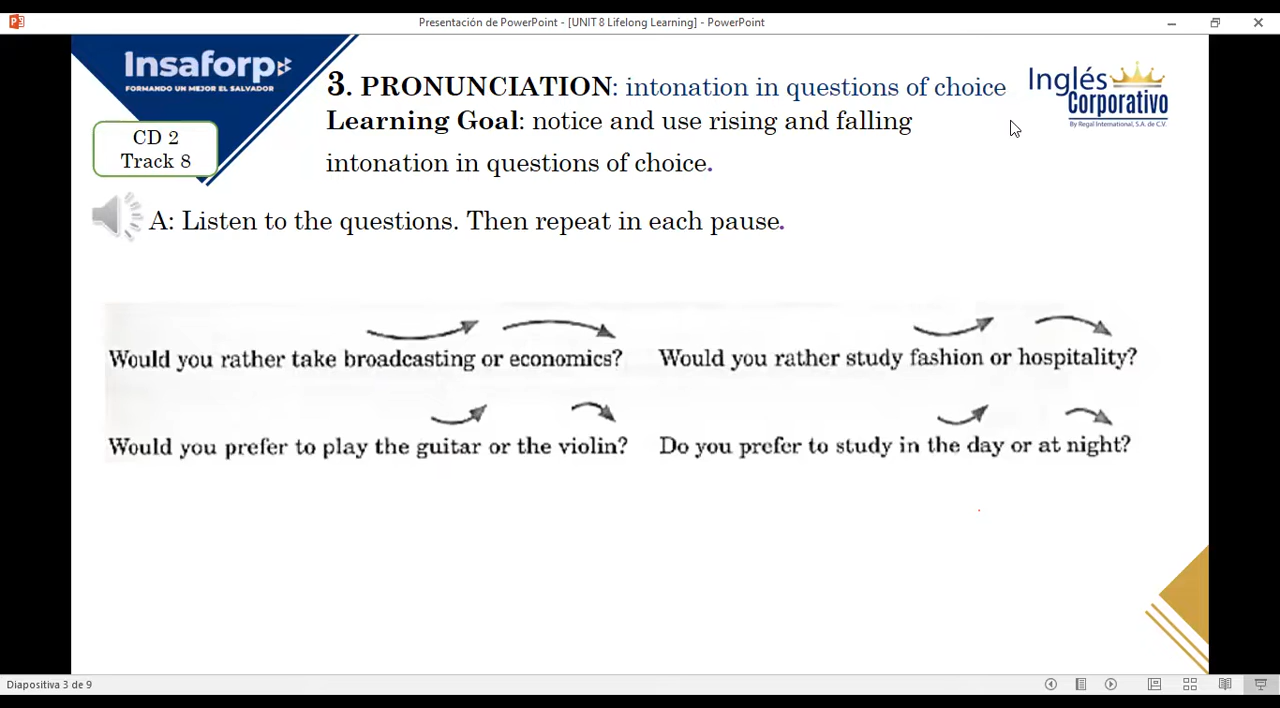 Presentación de PowerPoint - [UNIT 8 Lifelong Learning] - PowerPoint
Insaforp
FORMANDO UN MEJOR EL SALVADOR
3. PRONUNCIATION: intonation in questions of choice
Learning Goal: notice and use rising and falling
intonation in questions of choice.
Inglés
Corporativo
By Regal International, S.A. de C.V.
CD 2
Track 8
A: Listen to the questions. Then repeat in each pause.
Would you rather take broadcasting or economics?
Would you rather study fashion or hospitality?
Would you prefer to play the guitar or the violin?
Do you prefer to study in the day or at night?
Diapositiva 3 de 9